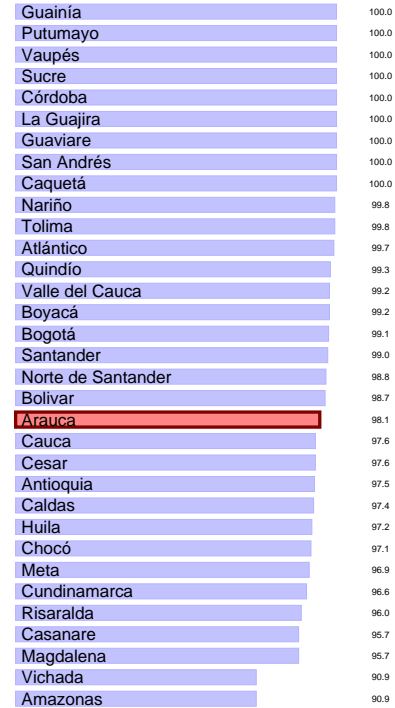 Guainía 100.0
Putumayo 100.0
Vaupés 100.0
Sucre 100.0
Córdoba 100.0
La Guajira 100.0
Guaviare 100.0
San Andrés 100.0
Caquetá 100.0
Nariño 99.8
Tolima 99.8
Atlántico 99.7
Quindío 99.3
Valle del Cauca 99.2
Boyacá 99.2
Bogotá 99.1
Santander 99.0
Norte de Santander 98.8
Bolivar 98.7
Arauca 98.1
Cauca 97.6
Cesar 97.6
Antioquia 97.5
Caldas 97.4
Huila 97.2
Chocó 97.1
Meta 96.9
Cundinamarca 96.6
Risaralda 96.0
Casanare 95.7
Magdalena 95.7
Vichada 90.9
Amazonas 90.9